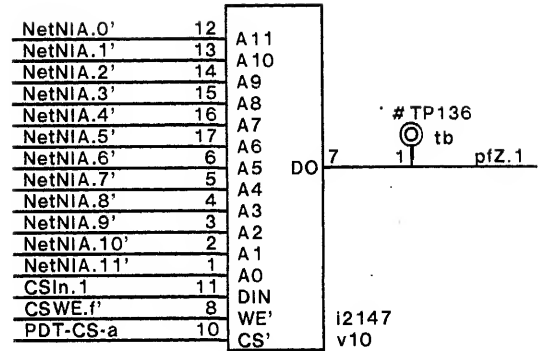 NetNIA.0' 12 A11
NetNIA.1' 13 A10
NetNIA.2' 14 A9
NetNIA.3' 15 A8
NetNIA.4' 16 A7
NetNIA.5' 17 A6
NetNIA.6' 6 A5
NetNIA.7' 5 A4
NetNIA.8' 4 A3
NetNIA.9' 3 A2
NetNIA.10' 2 A1
NetNIA.11' 1 A0
CSIn.1 11 DIN
CSWE.f' 8 WE'
PDT-CS-a 10 CS'
# TP136
tb
DO 7 1 pfZ.1
i2147
v10